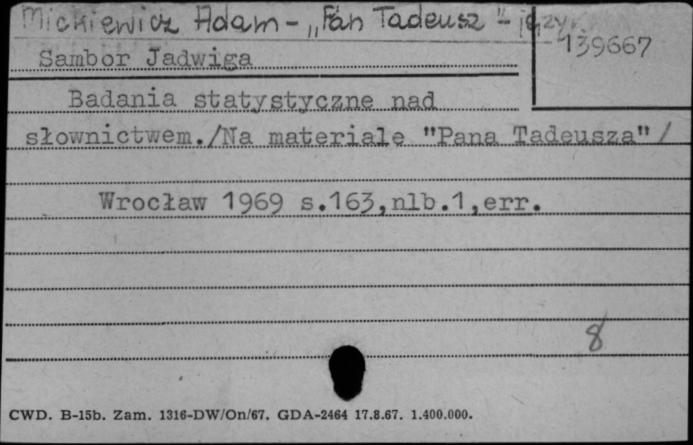 Mickiewicz Adam - „Pan Tadeusz" - języ.
139667
Sambor Jadwiga
Badania statystyczne nad
słownictwem./Na materiale "Pana Tadeusza"/
Wrocław 1969 s.163,nlb.1,err.
8
CWD. B-15b. Zam. 1316-DW/On/67. GDA-2464 17.8.67. 1.400.000.